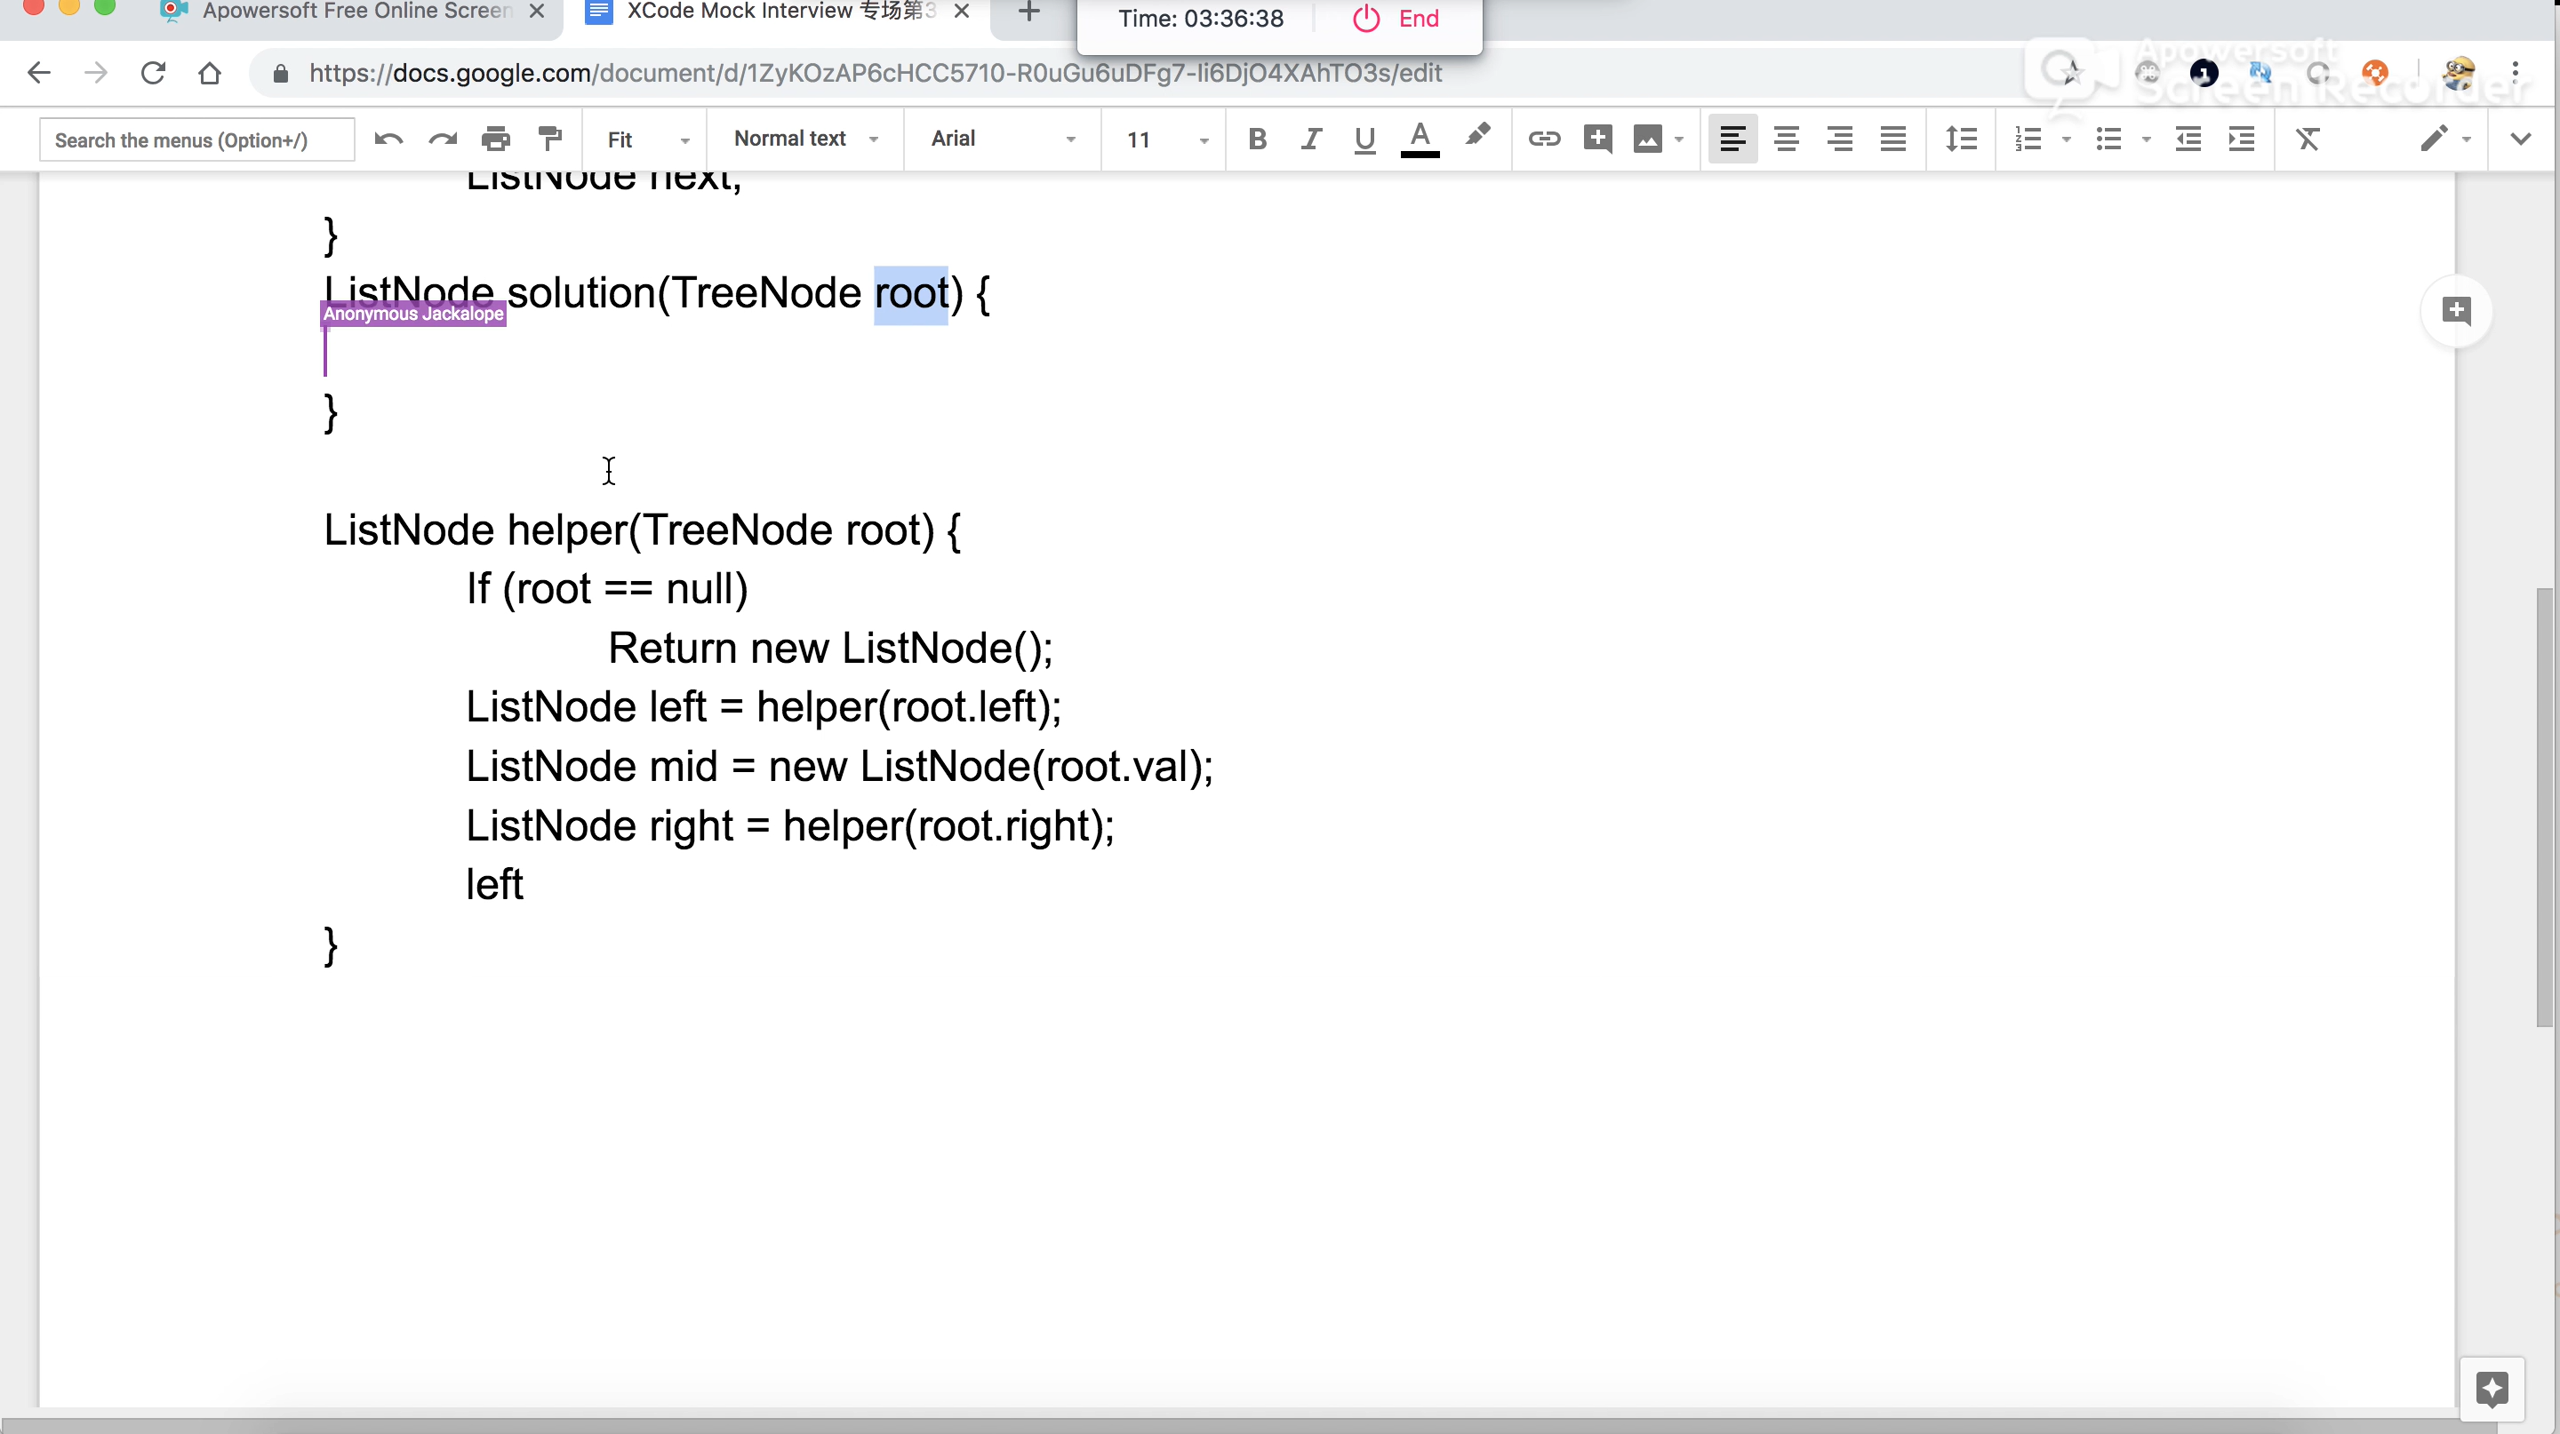 Apowersoft Free Online Screen
XCode Mock Interview 专场第3
Time: 03:36:38
End
https://docs.google.com/document/d/1ZyKOzAP6cHCC5710-R0uGu6uDFg7-li6DjO4XAhTO3s/edit
Apowersoft
Screen Recorder
Search the menus (Option+/)
Fit
Normal text
Arial
11
ListNode next;
}
ListNode solution(TreeNode root) {
Anonymous Jackalope
}
ListNode helper(TreeNode root) {
If (root == null)
Return new ListNode();
ListNode left = helper(root.left);
ListNode mid = new ListNode(root.val);
ListNode right = helper(root.right);
left
}